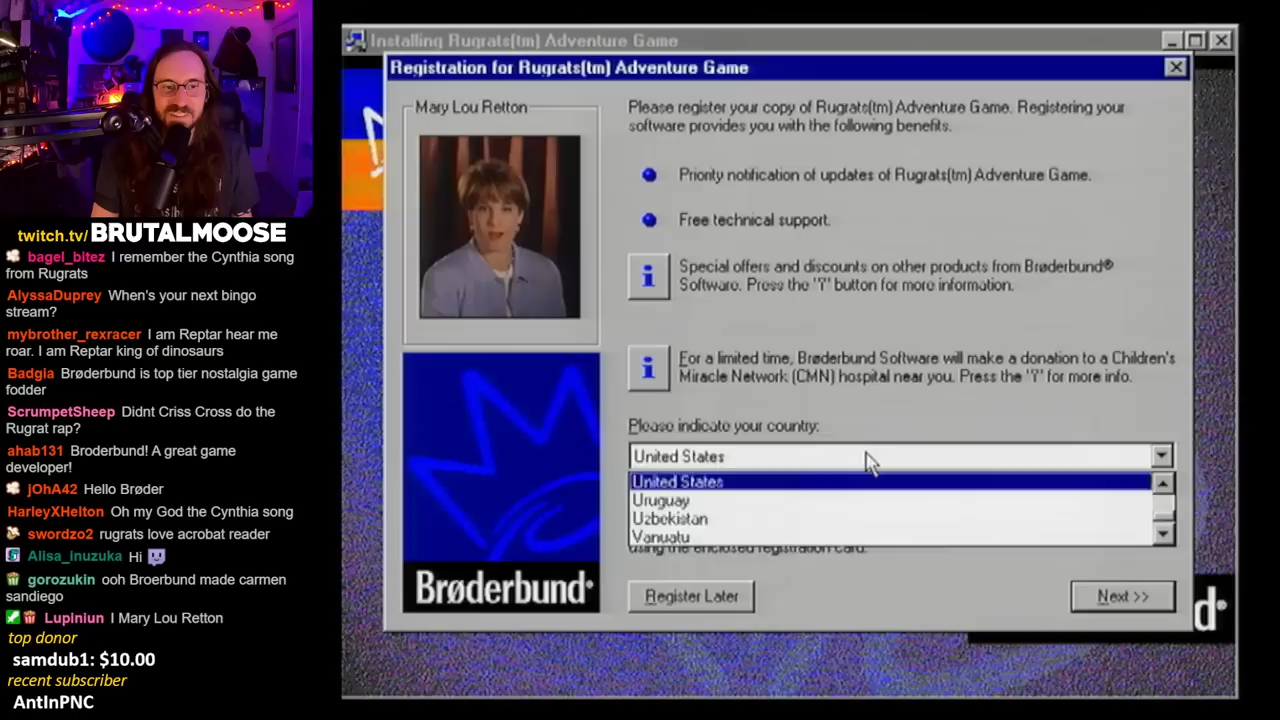 twitch.tv/BRUTALMOOSE
bagel_bitez I remember the Cynthia song
from Rugrats
AlyssaDuprey When's your next bingo
stream?
mybrother_rexracer I am Reptar hear me
roar. I am Reptar king of dinosaurs
Badgia Brøderbund is top tier nostalgia game
fodder
ScrumpetSheep Didnt Criss Cross do the
Rugrat rap?
ahab131 Broderbund! A great game
developer!
jOhA42 Hello Brøder
HarleyXHelton Oh my God the Cynthia song
swordzo2 rugrats love acrobat reader
Alisa_Inuzuka Hi
gorozukin ooh Broerbund made carmen
sandiego
Lupiniun I Mary Lou Retton
top donor
samdub1: $10.00
recent subscriber
AntInPNC
Installing Rugrats(tm) Adventure Game
Registration for Rugrats(tm) Adventure Game
Mary Lou Retton
Please register your copy of Rugrats(tm) Adventure Game. Registering your
software provides you with the following benefits.
Priority notification of updates of Rugrats(tm) Adventure Game.
Free technical support.
i
Special offers and discounts on other products from Brøderbund®
Software. Press the "i" button for more information.
i
For a limited time, Brøderbund Software will make a donation to a Children's
Miracle Network (CMN) hospital near you. Press the "i" for more info.
Please indicate your country:
United States
United States
Uruguay
Uzbekistan
Vanuatu
using the enclosed registration card.
Brøderbund®
Register Later
Next >>
d®